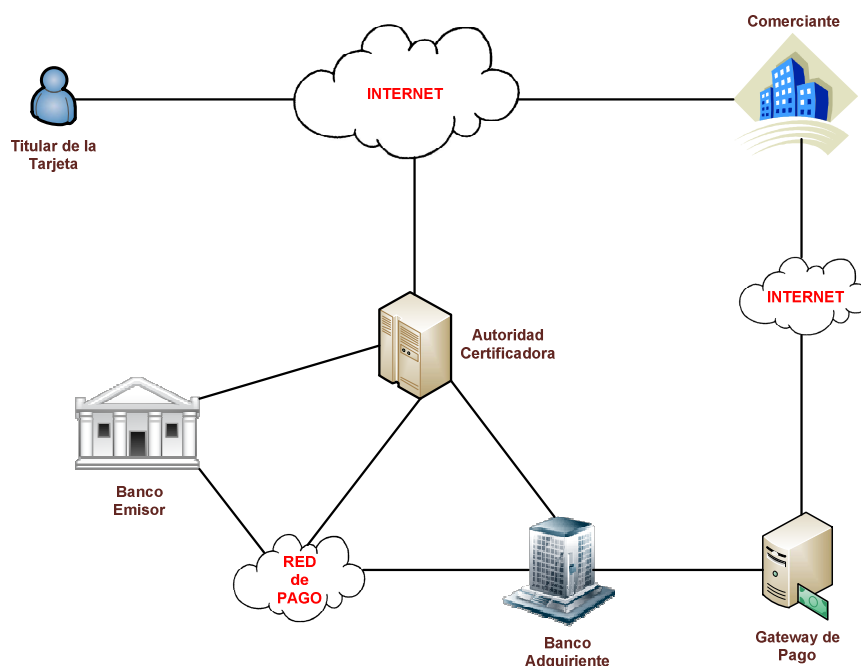 Comerciante
INTERNET
Titular de la
Tarjeta
INTERNET
Autoridad
Certificadora
Banco
Emisor
RED
de
PAGO
Banco
Adquiriente
Gateway de
Pago